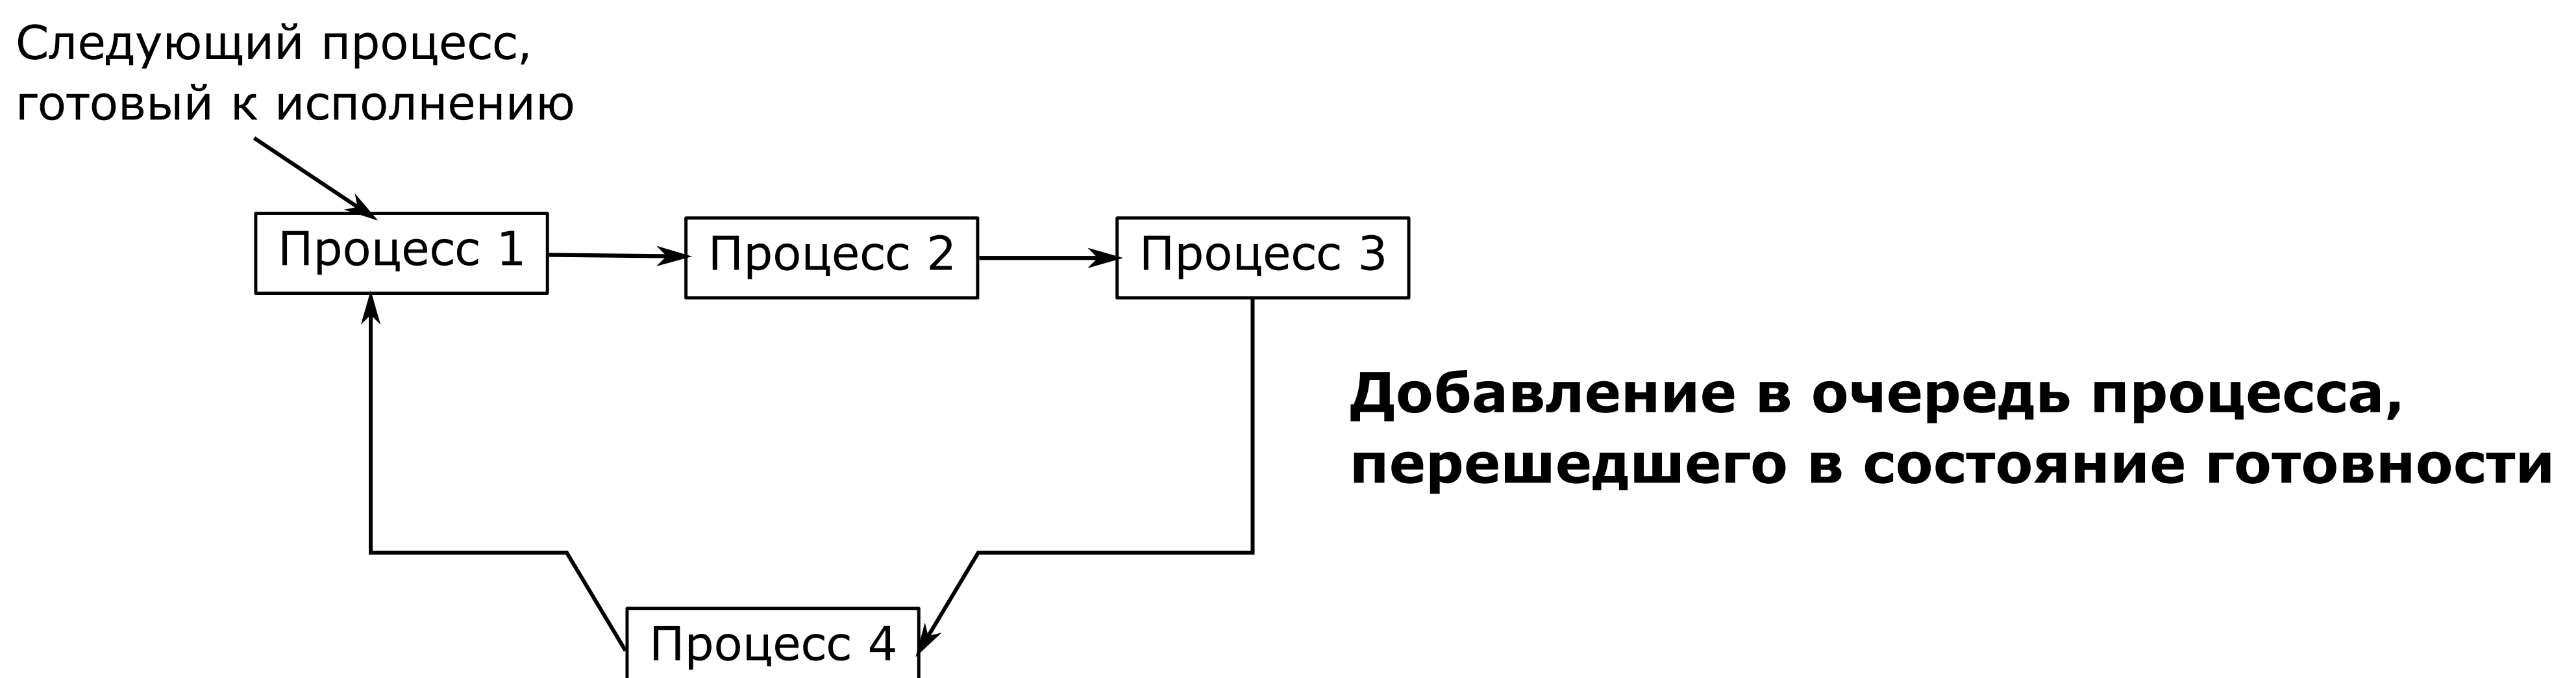 Следующий процесс,
готовый к исполнению
Процесс 1
Процесс 2
Процесс 3
Добавление в очередь процесса,
перешедшего в состояние готовности
Процесс 4